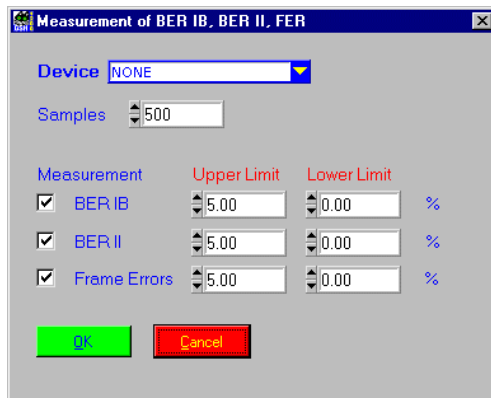 Measurement of BER IB, BER II, FER
Device NONE
Samples 500
Measurement Upper Limit Lower Limit
BER IB 5.00 0.00 %
BER II 5.00 0.00 %
Frame Errors 5.00 0.00 %
OK Cancel